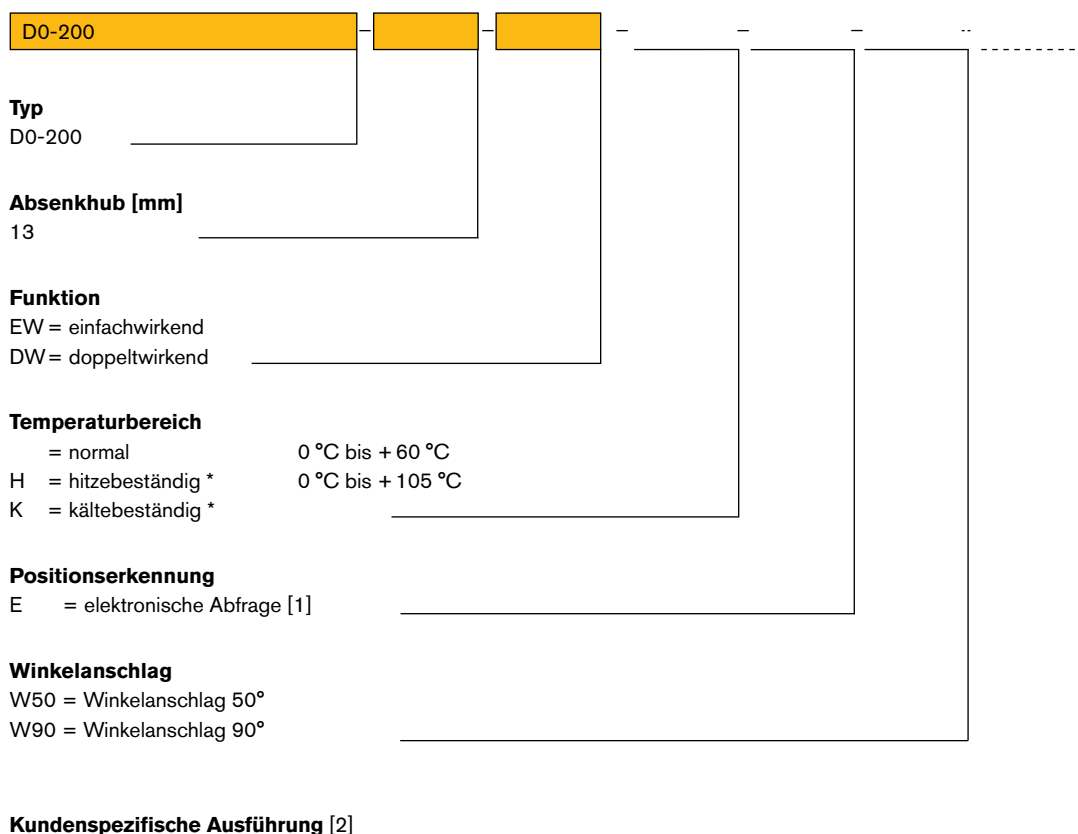 D0-200 – – – – – --
Typ
D0-200
Absenkhub [mm]
13
Funktion
EW = einfachwirkend
DW = doppeltwirkend
Temperaturbereich
= normal 0 °C bis + 60 °C
H = hitzebeständig * 0 °C bis + 105 °C
K = kältebeständig *
Positionserkennung
E = elektronische Abfrage [1]
Winkelanschlag
W50 = Winkelanschlag 50°
W90 = Winkelanschlag 90°
Kundenspezifische Ausführung [2]